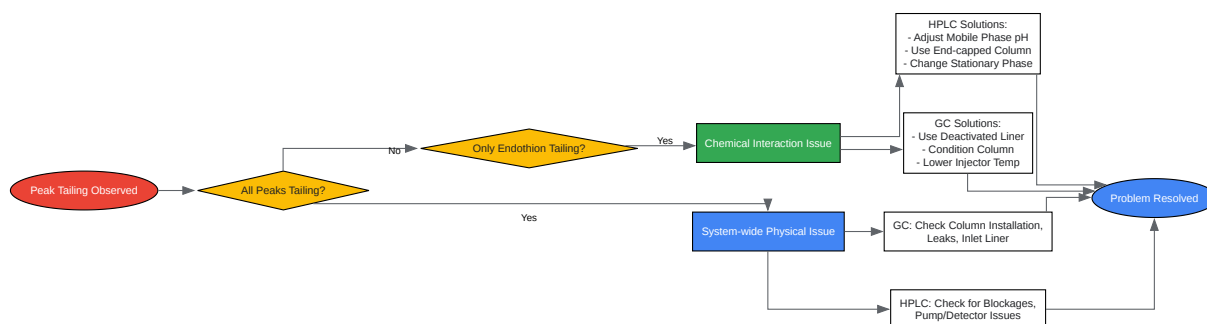 HPLC Solutions:
- Adjust Mobile Phase pH
- Use End-capped Column
- Change Stationary Phase
GC Solutions:
- Use Deactivated Liner
- Condition Column
- Lower Injector Temp
Yes
Chemical Interaction Issue
Only Endothion Tailing?
No
Peak Tailing Observed
All Peaks Tailing?
Problem Resolved
Yes
System-wide Physical Issue
GC: Check Column Installation,
Leaks, Inlet Liner
HPLC: Check for Blockages,
Pump/Detector Issues